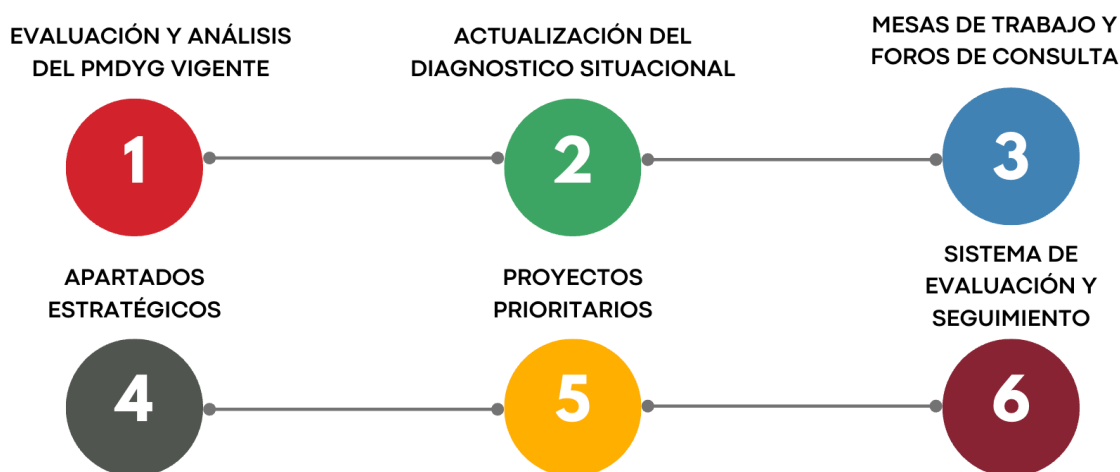 EVALUACIÓN Y ANÁLISIS
DEL PMDYG VIGENTE
1
ACTUALIZACIÓN DEL
DIAGNOSTICO SITUACIONAL
2
MESAS DE TRABAJO Y
FOROS DE CONSULTA
3
APARTADOS
ESTRATÉGICOS
4
PROYECTOS
PRIORITARIOS
5
SISTEMA DE
EVALUACIÓN Y
SEGUIMIENTO
6